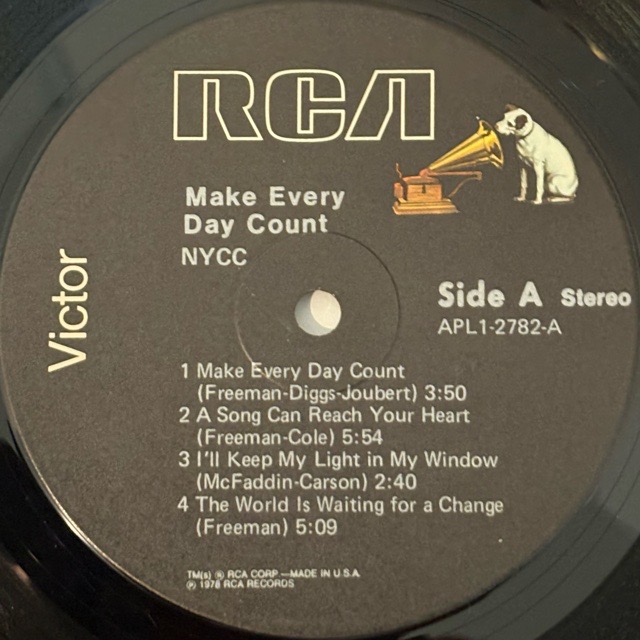 RCA
Make Every
Day Count
NYCC
Victor
Side A Stereo
APL1-2782-A
1 Make Every Day Count
(Freeman-Diggs-Joubert) 3:50
2 A Song Can Reach Your Heart
(Freeman-Cole) 5:54
3 I'll Keep My Light in My Window
(McFaddin-Carson) 2:40
4 The World Is Waiting for a Change
(Freeman) 5:09
TM(s) ® RCA CORP.—MADE IN U.S.A.
℗ 1978 RCA RECORDS